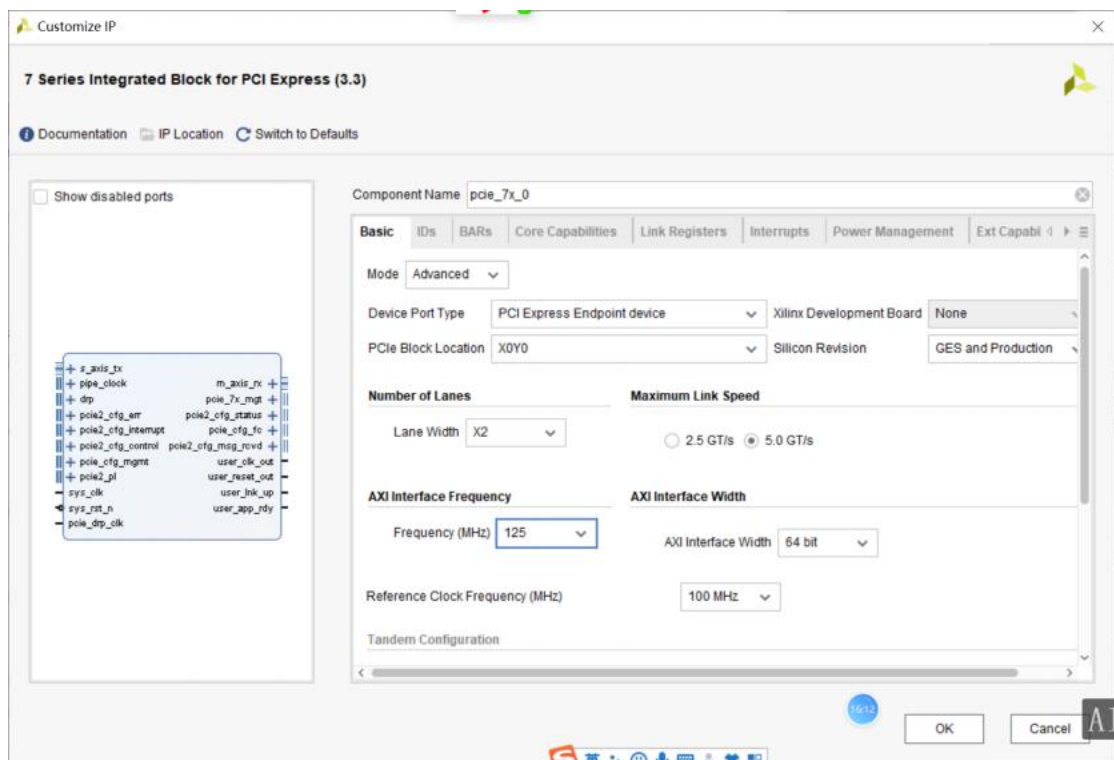 Customize IP
7 Series Integrated Block for PCI Express (3.3)
Documentation IP Location Switch to Defaults
Show disabled ports
s_axis_tx
pipe_clock
drp
pcie2_cfg_err
pcie2_cfg_interrupt
pcie2_cfg_control
pcie_cfg_mgmt
pcie2_pl
sys_clk
sys_rst_n
pcie_drp_clk
m_axis_rx
pcie_7x_mgt
pcie2_cfg_status
pcie_cfg_fc
pcie2_cfg_msg_rcvd
user_clk_out
user_reset_out
user_lnk_up
user_app_rdy
Component Name pcie_7x_0
Basic IDs BARs Core Capabilities Link Registers Interrupts Power Management Ext Capabi
Mode Advanced
Device Port Type PCI Express Endpoint device Xilinx Development Board None
PCIe Block Location X0Y0 Silicon Revision GES and Production
Number of Lanes Maximum Link Speed
Lane Width X2 2.5 GT/s 5.0 GT/s
AXI Interface Frequency AXI Interface Width
Frequency (MHz) 125 AXI Interface Width 64 bit
Reference Clock Frequency (MHz) 100 MHz
Tandem Configuration
16:12
OK Cancel
英